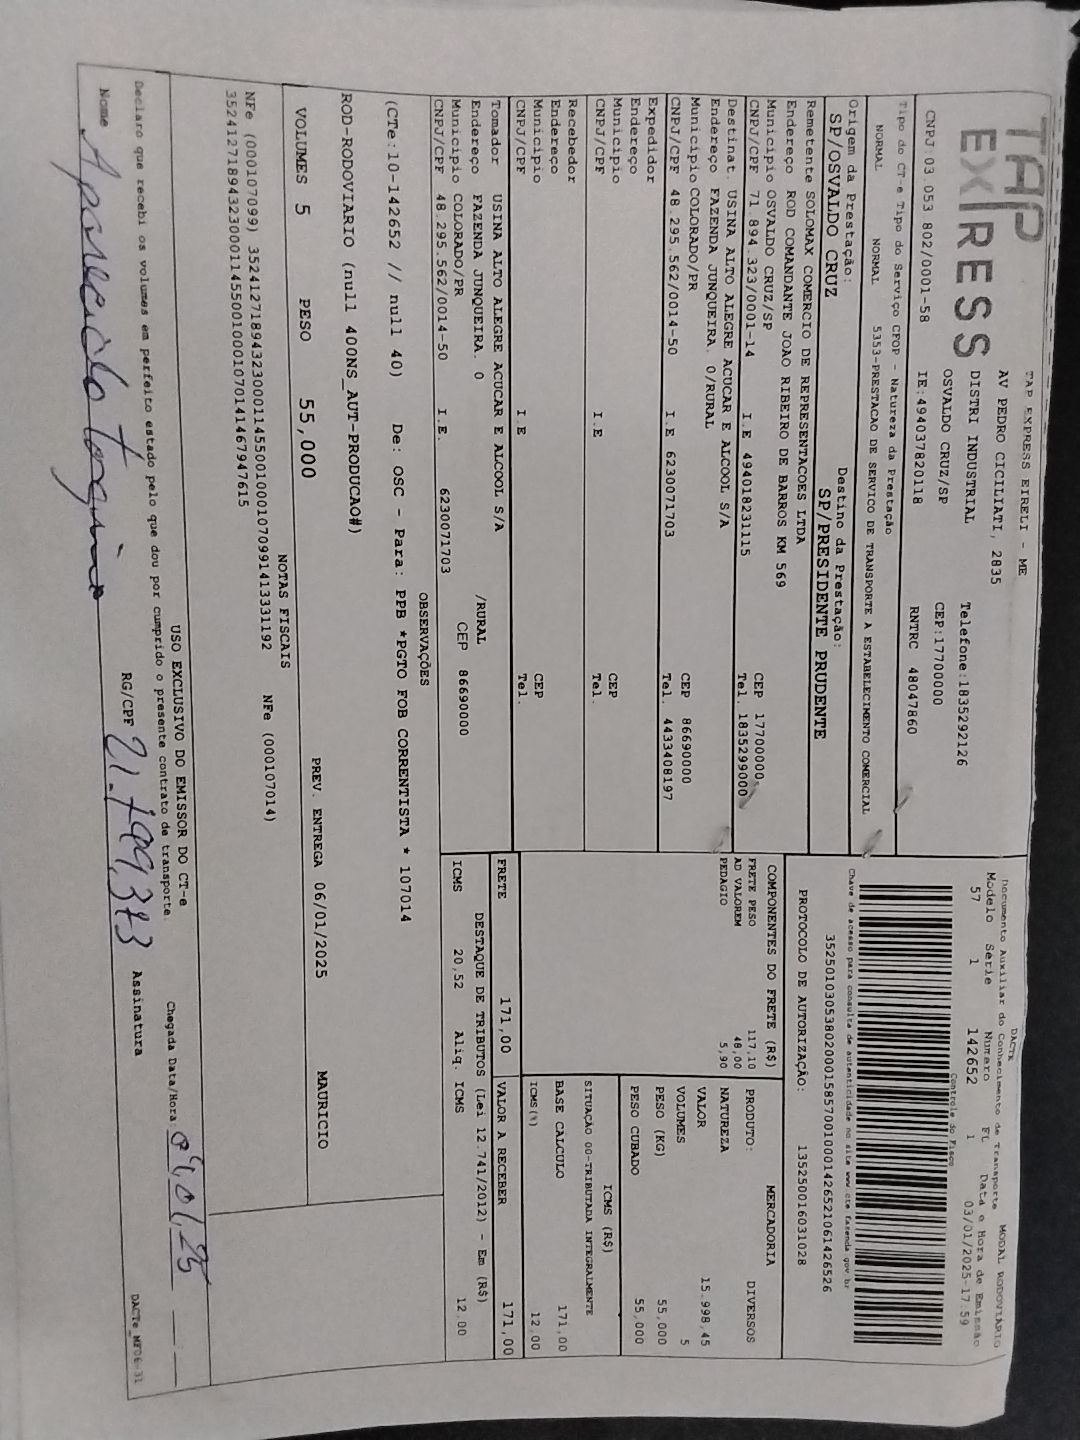 TAP
EXPRESS
TAP EXPRESS EIRELI - ME
AV PEDRO CICILIATI, 2835
DISTRI INDUSTRIAL
OSVALDO CRUZ/SP
Telefone:1835292126
CEP:17700000
CNPJ: 03.053.802/0001-58
IE:494037820118
RNTRC 48047860
Tipo do CT-e Tipo do Serviço CFOP - Natureza da Prestação
NORMAL NORMAL 5353-PRESTACAO DE SERVICO DE TRANSPORTE A ESTABELECIMENTO COMERCIAL
Origem da Prestação: Destino da Prestação:
SP/OSVALDO CRUZ SP/PRESIDENTE PRUDENTE
DACTE
Documento Auxiliar do Conhecimento de Transporte MODAL RODOVIÁRIO
Modelo Série Numero FL Data e Hora de Emissão
57 1 142652 1 03/01/2025-17:59
Controle do Fisco
Chave de acesso para consulta de autenticidade no site www.cte.fazenda.gov.br
35250103053802000158570010001426521061426526
PROTOCOLO DE AUTORIZAÇÃO: 135250016031028
Remetente SOLOMAX COMERCIO DE REPRESENTACOES LTDA
Endereço ROD COMANDANTE JOAO RIBEIRO DE BARROS KM 569
Municipio OSVALDO CRUZ/SP CEP 17700000
CNPJ/CPF 71.894.323/0001-14 I.E 494018231115 Tel. 1835299000
Destinat. USINA ALTO ALEGRE ACUCAR E ALCOOL S/A
Endereço FAZENDA JUNQUEIRA. 0/RURAL
Municipio COLORADO/PR CEP 86690000
CNPJ/CPF 48.295.562/0014-50 I.E 6230071703 Tel. 4433408197
Expedidor
Endereço
Municipio CEP
CNPJ/CPF I.E Tel.
Recebedor
Endereço
Municipio CEP
CNPJ/CPF I.E Tel.
Tomador USINA ALTO ALEGRE ACUCAR E ALCOOL S/A
Endereço FAZENDA JUNQUEIRA. 0 /RURAL
Municipio COLORADO/PR CEP 86690000
CNPJ/CPF 48.295.562/0014-50 I.E. 6230071703
COMPONENTES DO FRETE (R$)
FRETE PESO 117,10
AD VALOREM 48,00
PEDAGIO 5,90
MERCADORIA
PRODUTO: DIVERSOS
NATUREZA
VALOR 15.998,45
VOLUMES 5
PESO (KG) 55,000
PESO CUBADO 55,000
ICMS (R$)
SITUACAO 00-TRIBUTADA INTEGRALMENTE
BASE CALCULO 171,00
ICMS(%) 12,00
FRETE 171,00 VALOR A RECEBER 171,00
DESTAQUE DE TRIBUTOS (Lei 12.741/2012) - Em (R$)
ICMS 20,52 Aliq. ICMS 12,00
OBSERVAÇÕES
(CTe:10-142652 // null 40) De: OSC - Para: PPB *PGTO FOB CORRENTISTA * 107014
ROD-RODOVIARIO (null 400NS_AUT-PRODUCAO#)
VOLUMES 5 PESO 55,000 PREV. ENTREGA 06/01/2025 MAURICIO
NOTAS FISCAIS
NFe (000107099) 35241271894323000114550010001070991413331192 NFe (000107014)
35241271894323000114550010001070141467947615
USO EXCLUSIVO DO EMISSOR DO CT-e
Declaro que recebi os volumes em perfeito estado pelo que dou por cumprido o presente contrato de transporte.
Chegada Data/Hora:
Nome Aparecido RG/CPF Assinatura
DACTe_MF06-31